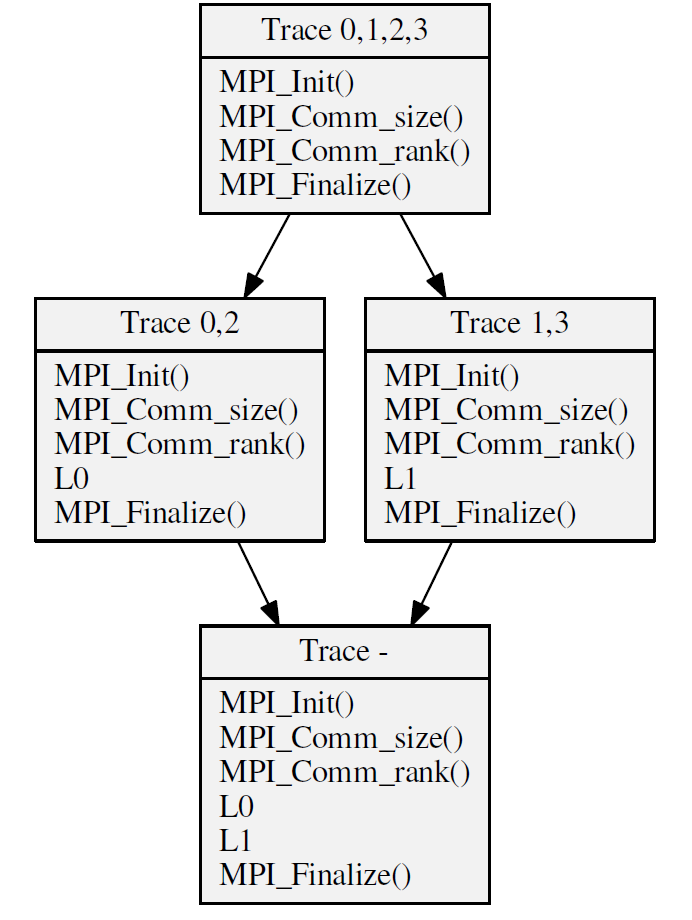 Trace 0,1,2,3
MPI_Init()
MPI_Comm_size()
MPI_Comm_rank()
MPI_Finalize()
Trace 0,2
MPI_Init()
MPI_Comm_size()
MPI_Comm_rank()
L0
MPI_Finalize()
Trace 1,3
MPI_Init()
MPI_Comm_size()
MPI_Comm_rank()
L1
MPI_Finalize()
Trace -
MPI_Init()
MPI_Comm_size()
MPI_Comm_rank()
L0
L1
MPI_Finalize()